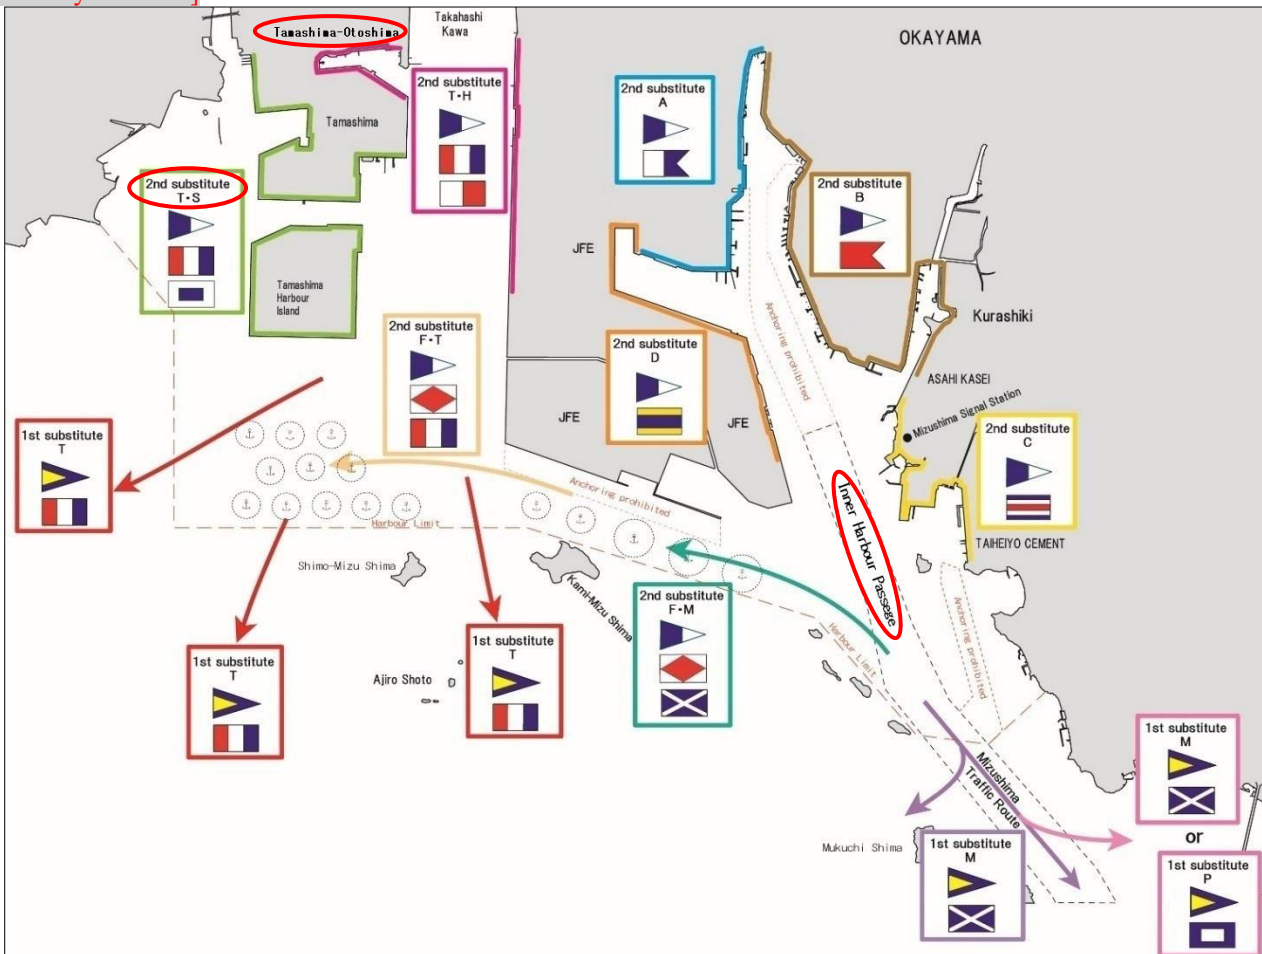 Tamashima-Otoshima
Takahashi
Kawa
OKAYAMA
2nd substitute
T・H
2nd substitute
A
Tamashima
2nd substitute
T・S
2nd substitute
B
JFE
Tamashima
Harbour
Island
Anchoring prohibited
Kurashiki
2nd substitute
F・T
2nd substitute
D
ASAHI KASEI
Mizushima Signal Station
JFE
JFE
1st substitute
T
2nd substitute
C
Anchoring prohibited
Harbour Limit
Inner Harbour Passege
TAIHEIYO CEMENT
Shimo-Mizu Shima
Kami-Mizu Shima
2nd substitute
F・M
Anchoring prohibited
Harbour Limit
1st substitute
T
1st substitute
T
Ajiro Shoto
Mizushima
Traffic Route
1st substitute
M
or
Mukuchi Shima
1st substitute
M
1st substitute
P